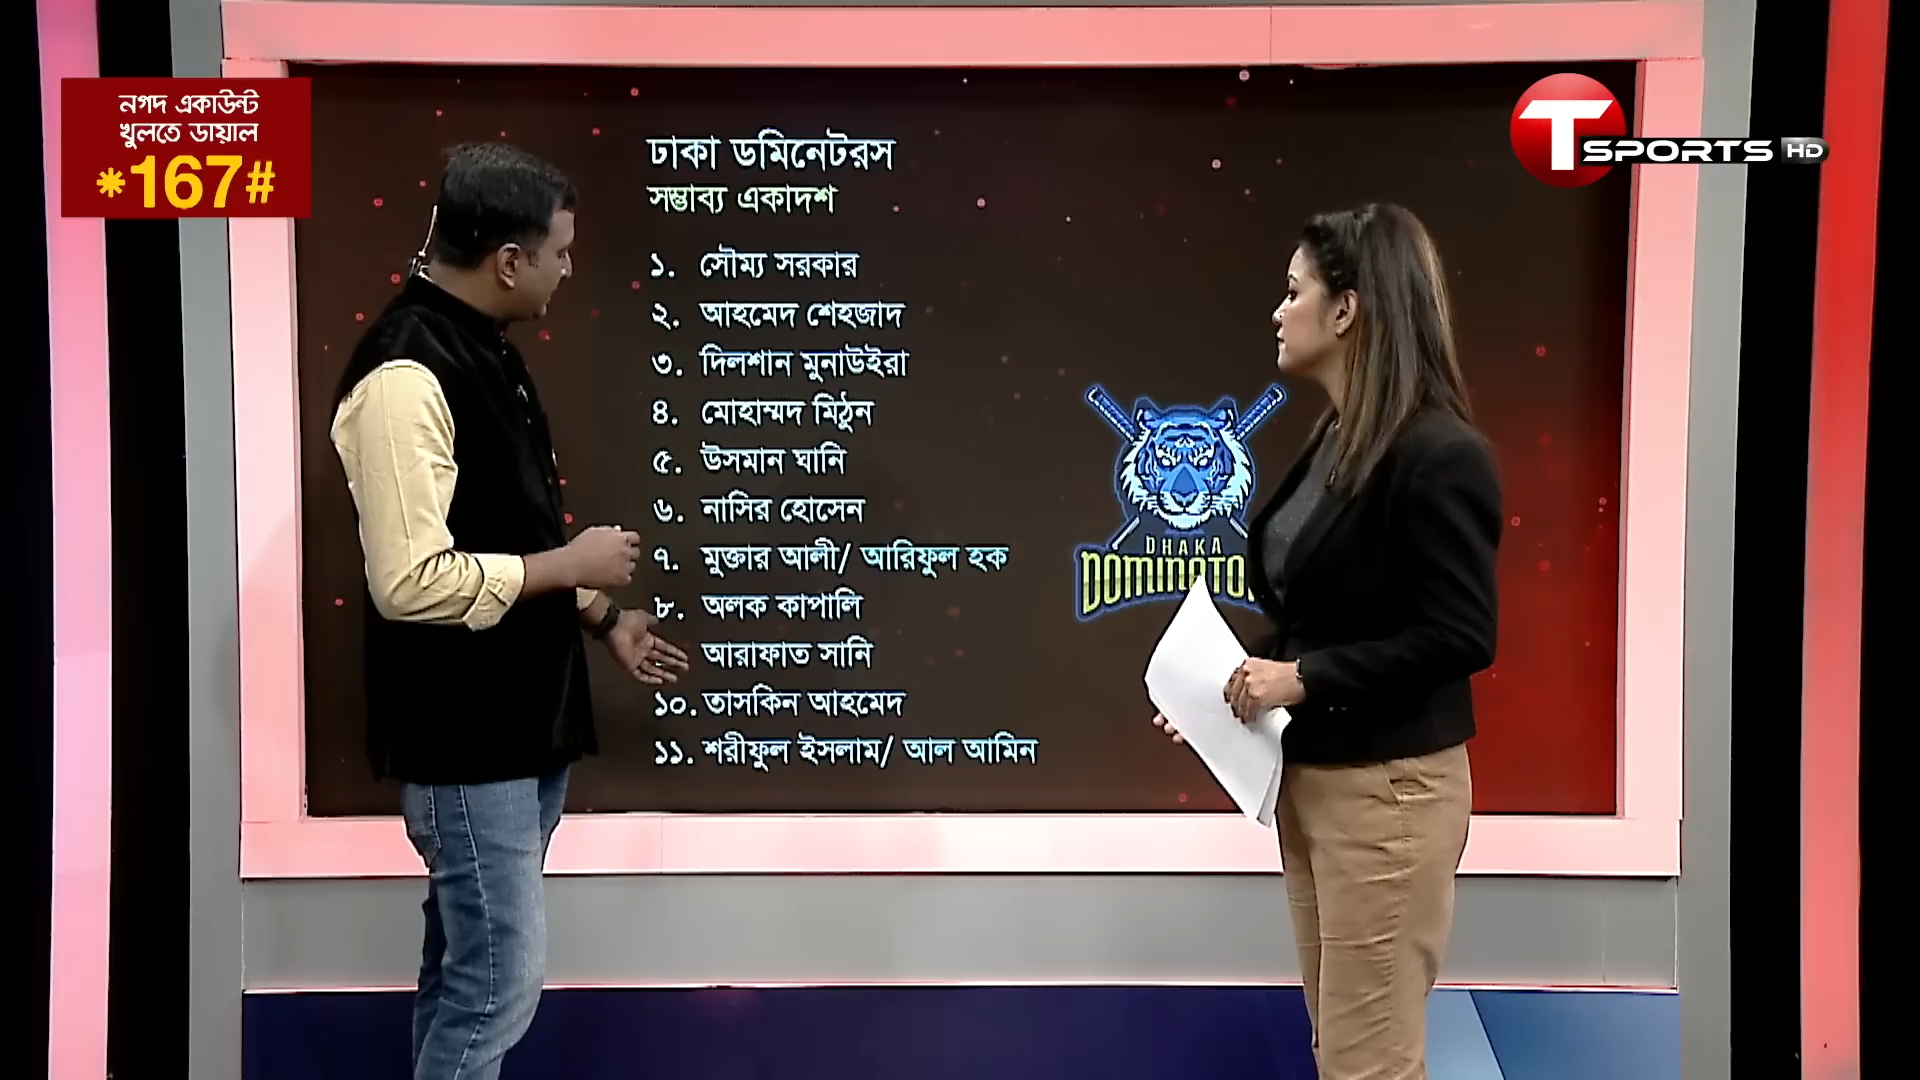 নগদ একাউন্ট
খুলতে ডায়াল
*167#
TSPORTS HD
ঢাকা ডমিনেটরস
সম্ভাব্য একাদশ
১. সৌম্য সরকার
২. আহমেদ শেহজাদ
৩. দিলশান মুনাউইরা
৪. মোহাম্মদ মিঠুন
৫. উসমান ঘানি
৬. নাসির হোসেন
৭. মুক্তার আলী/ আরিফুল হক
৮. অলক কাপালি
আরাফাত সানি
১০. তাসকিন আহমেদ
১১. শরীফুল ইসলাম/ আল আমিন
DHAKA